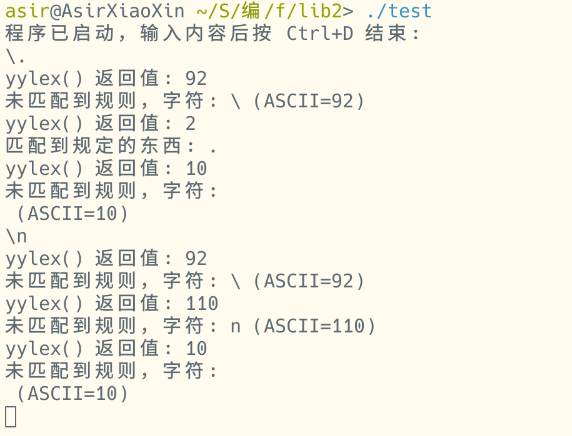 asir@AsirXiaoXin ~/S/编/f/lib2> ./test
程序已启动，输入内容后按 Ctrl+D 结束：
\.
yylex() 返回值: 92
未匹配到规则，字符: \ (ASCII=92)
yylex() 返回值: 2
匹配到规定的东西: .
yylex() 返回值: 10
未匹配到规则，字符:
 (ASCII=10)
\n
yylex() 返回值: 92
未匹配到规则，字符: \ (ASCII=92)
yylex() 返回值: 110
未匹配到规则，字符: n (ASCII=110)
yylex() 返回值: 10
未匹配到规则，字符:
 (ASCII=10)